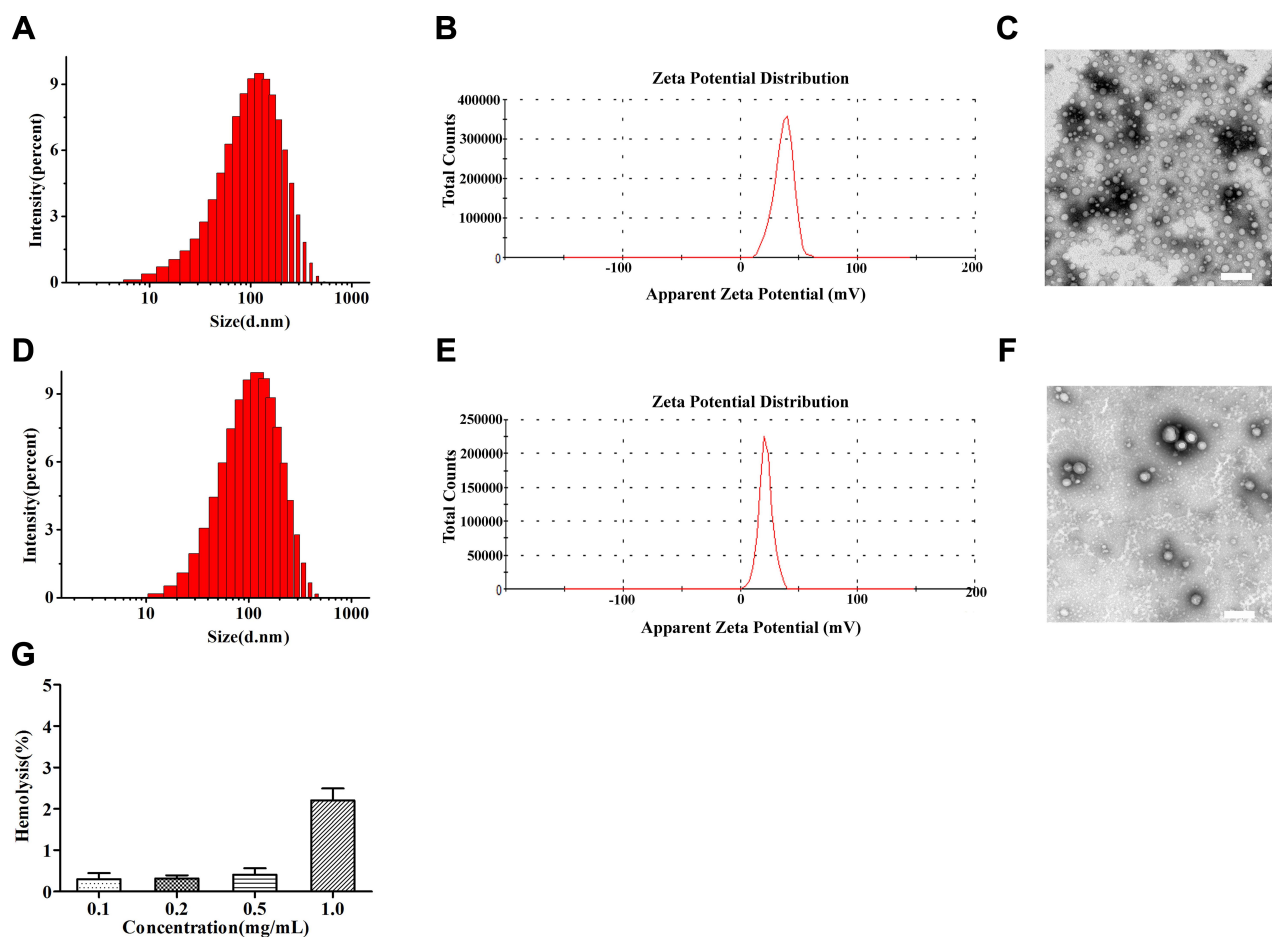 A
9
6
3
0
Intensity(percent)
10
100
1000
Size(d.nm)
B
Zeta Potential Distribution
400000
300000
200000
100000
0
Total Counts
-100
0
100
200
Apparent Zeta Potential (mV)
C
D
9
6
3
0
Intensity(percent)
10
100
1000
Size(d.nm)
E
Zeta Potential Distribution
250000
200000
150000
100000
50000
0
Total Counts
-100
0
100
200
Apparent Zeta Potential (mV)
F
G
5
4
3
2
1
0
Hemolysis(%)
0.1
0.2
0.5
1.0
Concentration(mg/mL)